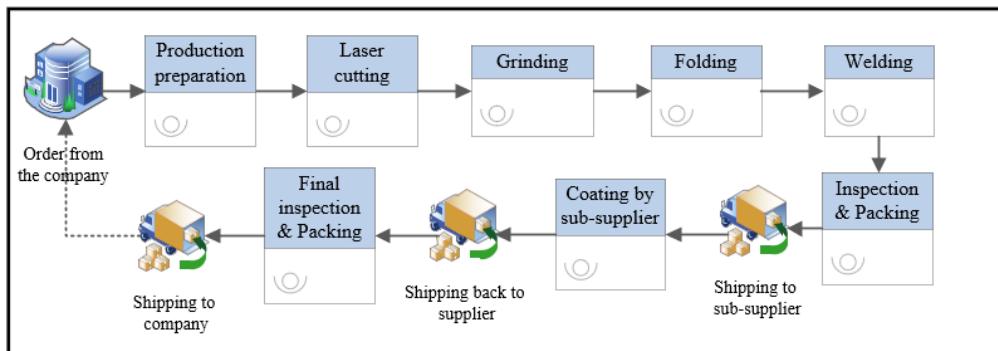 Production
preparation
Laser
cutting
Grinding
Folding
Welding
Order from
the company
Inspection
& Packing
Shipping to
sub-supplier
Coating by
sub-supplier
Shipping back to
supplier
Final
inspection
& Packing
Shipping to
company